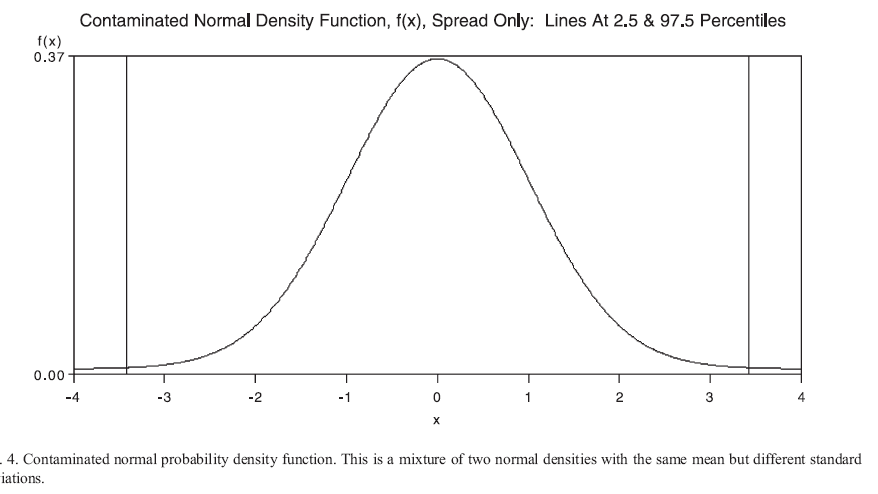 Contaminated Normal Density Function, f(x), Spread Only: Lines At 2.5 & 97.5 Percentiles
f(x)
0.37
0.00
-4 -3 -2 -1 0 1 2 3 4
x
. 4. Contaminated normal probability density function. This is a mixture of two normal densities with the same mean but different standard
iations.